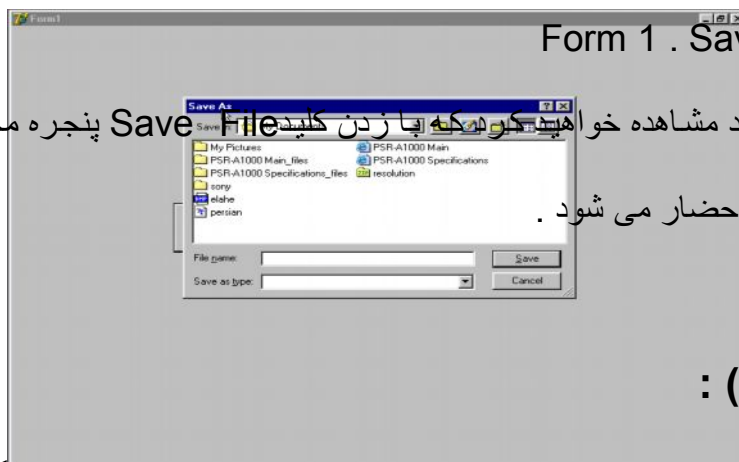 Form1
Form 1 . Sav
Save As
د مشاهده خواهید کرد که با زدن کلید Save File پنجره
My Pictures
PSR-A1000 Main_files
PSR-A1000 Specifications_files
sony
elahe
persian
PSR-A1000 Main
PSR-A1000 Specifications
resolution
حضار می شود .
File name:
Save
Save as type:
Cancel
) :